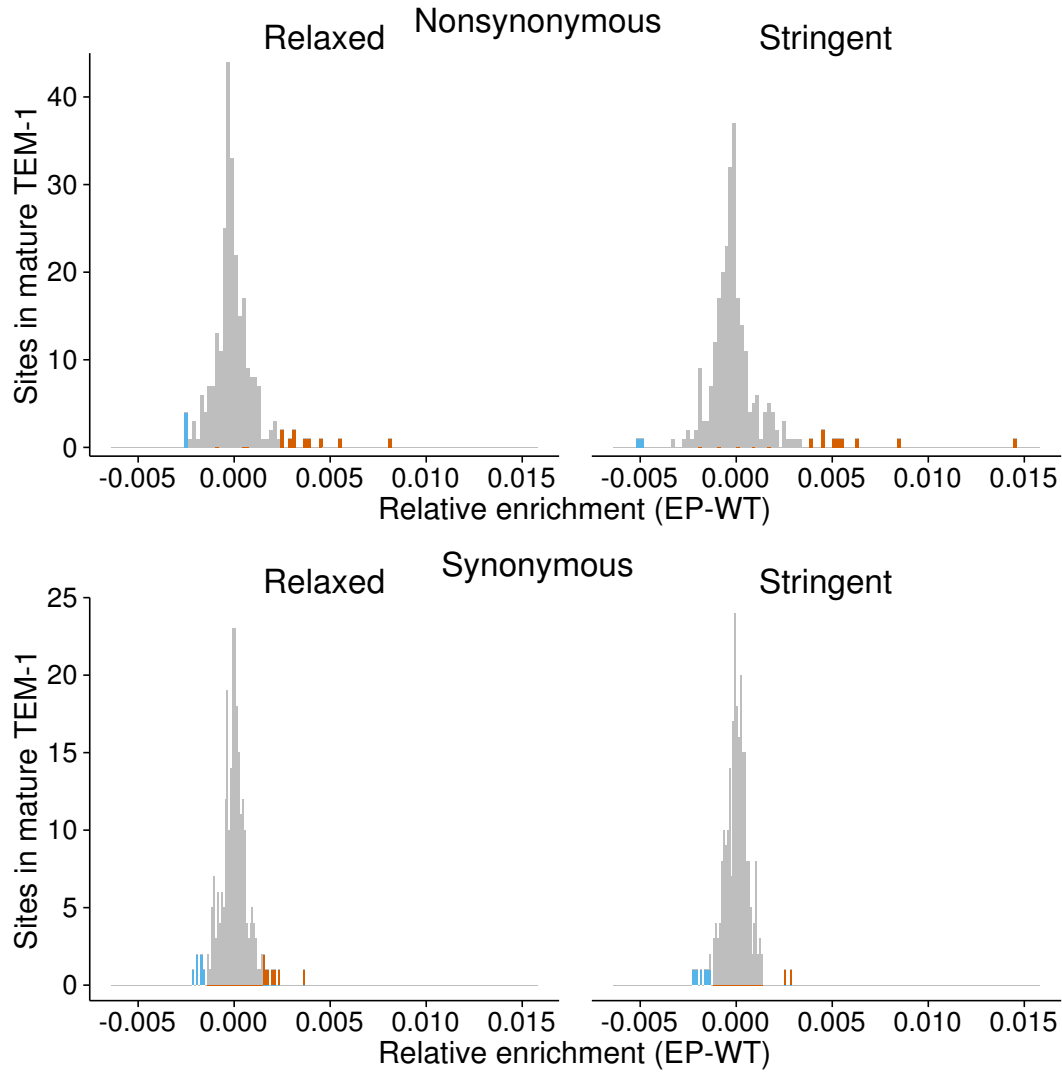 Nonsynonymous
Relaxed
Stringent
Sites in mature TEM-1
40
30
20
10
0
-0.005 0.000 0.005 0.010 0.015
-0.005 0.000 0.005 0.010 0.015
Relative enrichment (EP-WT)
Synonymous
Relaxed
Stringent
Sites in mature TEM-1
25
20
15
10
5
0
-0.005 0.000 0.005 0.010 0.015
-0.005 0.000 0.005 0.010 0.015
Relative enrichment (EP-WT)